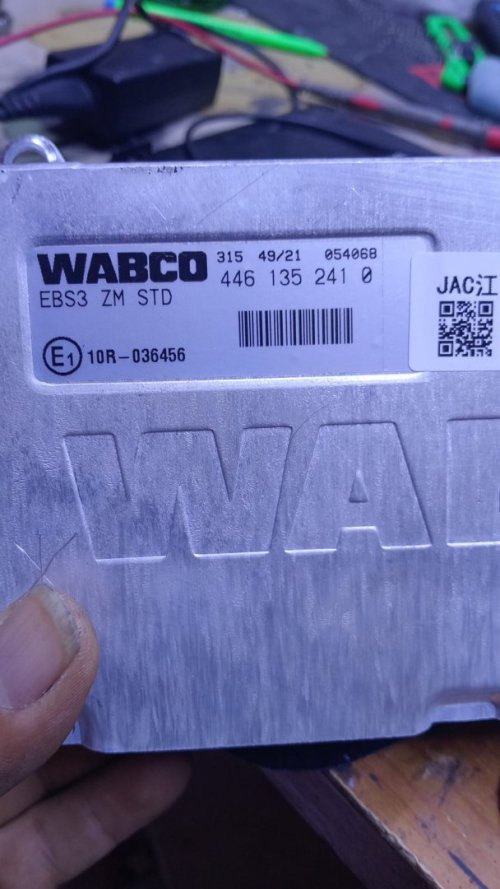 WABCO 315 49/21 054068
446 135 241 0
EBS3 ZM STD
E1 10R-036456
JAC江
WA